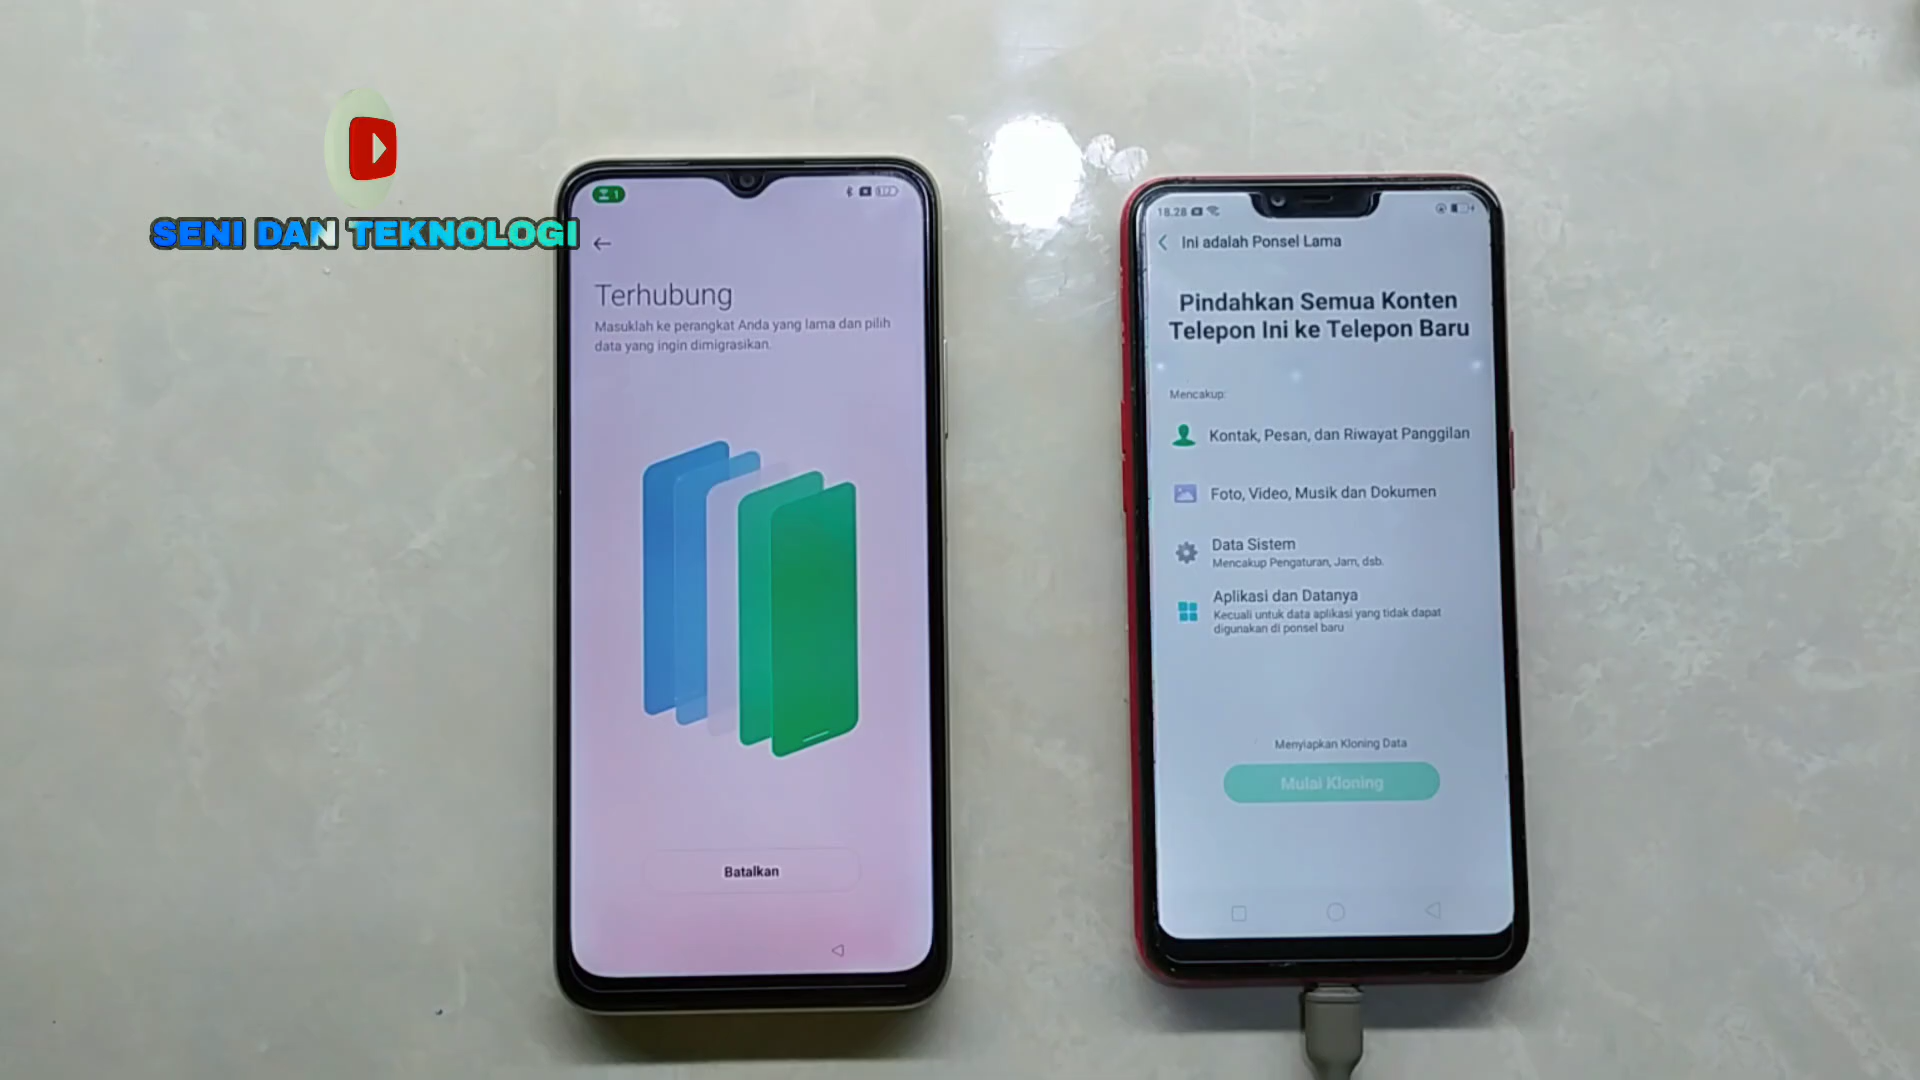 SENI DAN TEKNOLOGI
1
Terhubung
Masuklah ke perangkat Anda yang lama dan pilih
data yang ingin dimigrasikan.
Batalkan
18.28
Ini adalah Ponsel Lama
Pindahkan Semua Konten
Telepon Ini ke Telepon Baru
Mencakup:
Kontak, Pesan, dan Riwayat Panggilan
Foto, Video, Musik dan Dokumen
Data Sistem
Mencakup Pengaturan, Jam, dsb.
Aplikasi dan Datanya
Kecuali untuk data aplikasi yang tidak dapat
digunakan di ponsel baru
Menyiapkan Kloning Data
Mulai Kloning